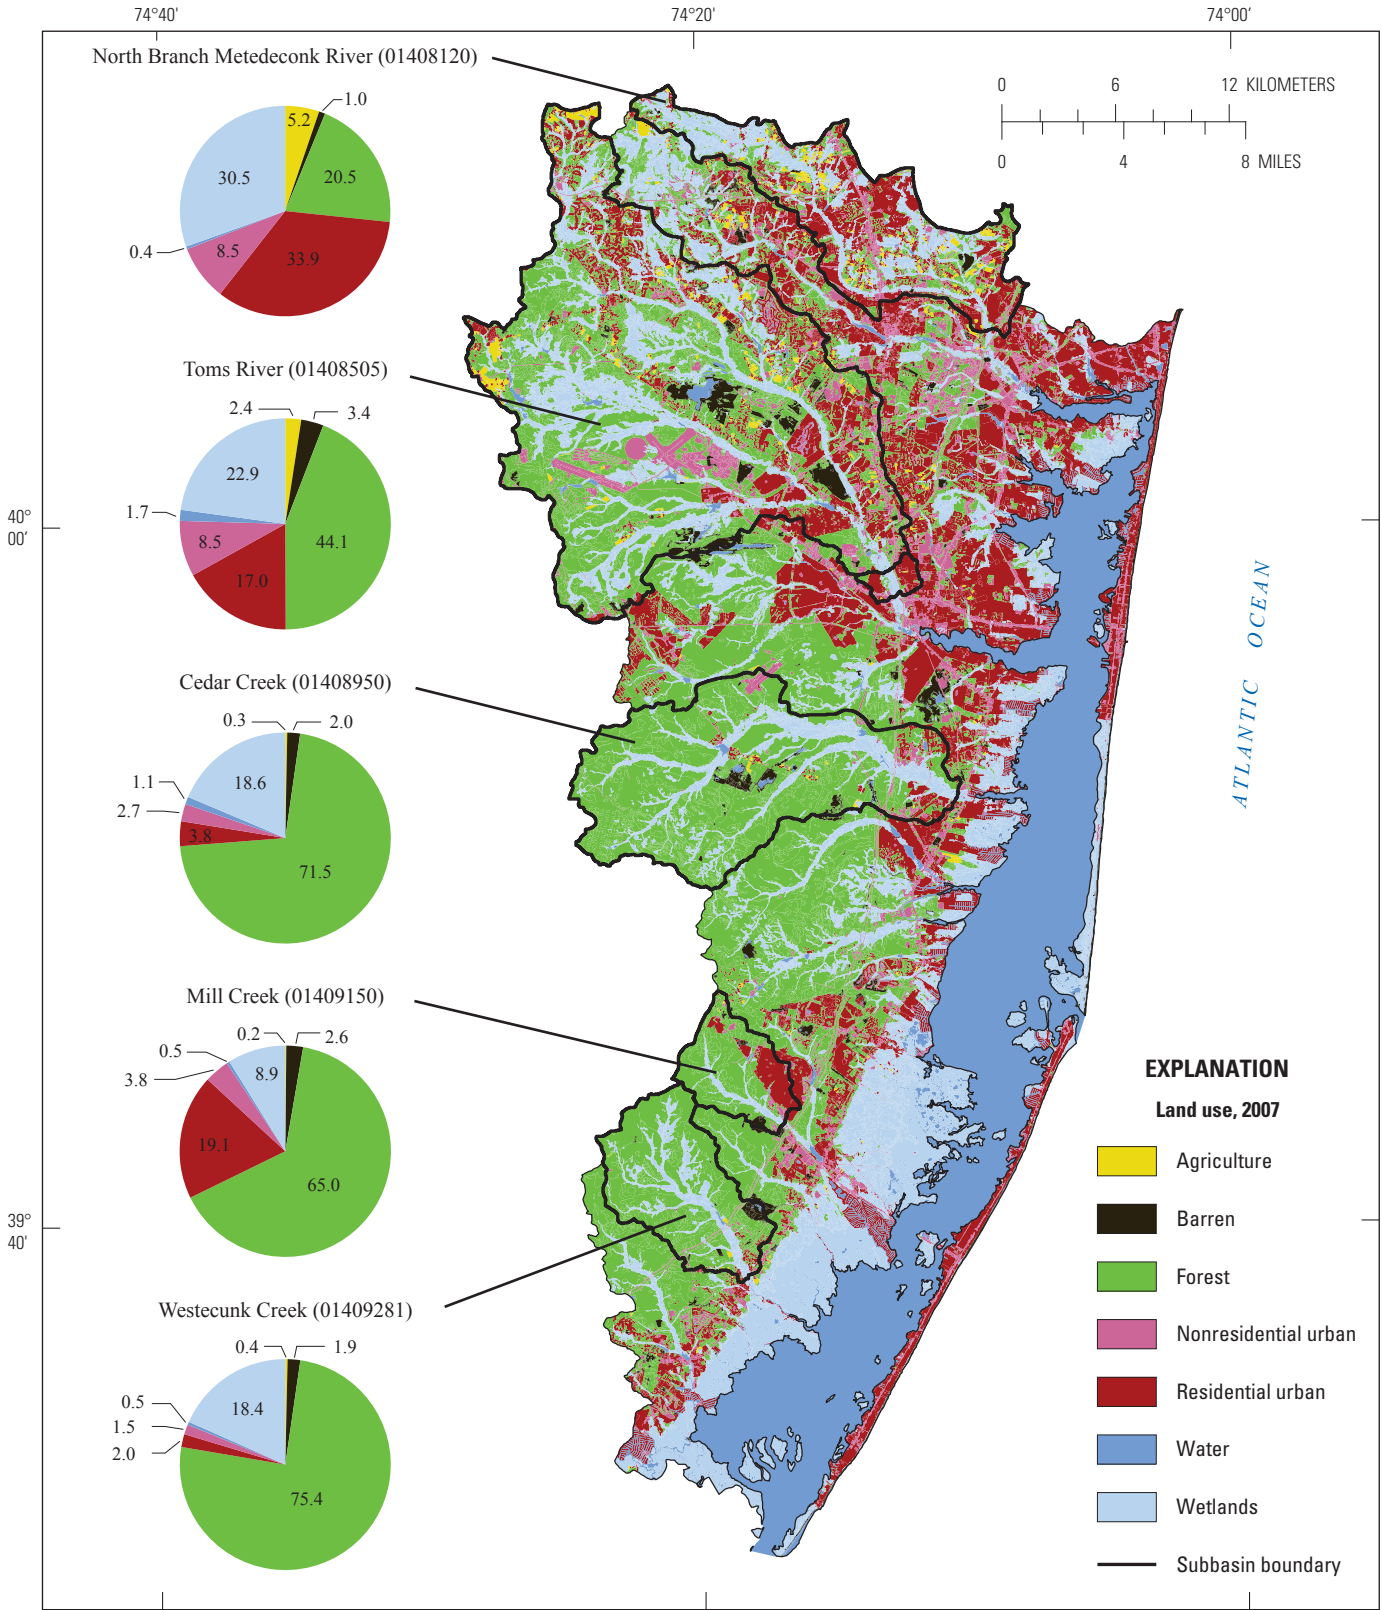 74°40′ 74°20′ 74°00′
North Branch Metedeconk River (01408120)
0 6 12 KILOMETERS
0 4 8 MILES
5.2
1.0
20.5
33.9
8.5
0.4
30.5
Toms River (01408505)
2.4
3.4
44.1
17.0
8.5
1.7
22.9
40°
00′
Cedar Creek (01408950)
0.3
2.0
71.5
3.8
2.7
1.1
18.6
ATLANTIC OCEAN
Mill Creek (01409150)
0.2
2.6
65.0
19.1
3.8
0.5
8.9
39°
40′
Westecunk Creek (01409281)
0.4
1.9
75.4
2.0
1.5
0.5
18.4
EXPLANATION
Land use, 2007
Agriculture
Barren
Forest
Nonresidential urban
Residential urban
Water
Wetlands
Subbasin boundary